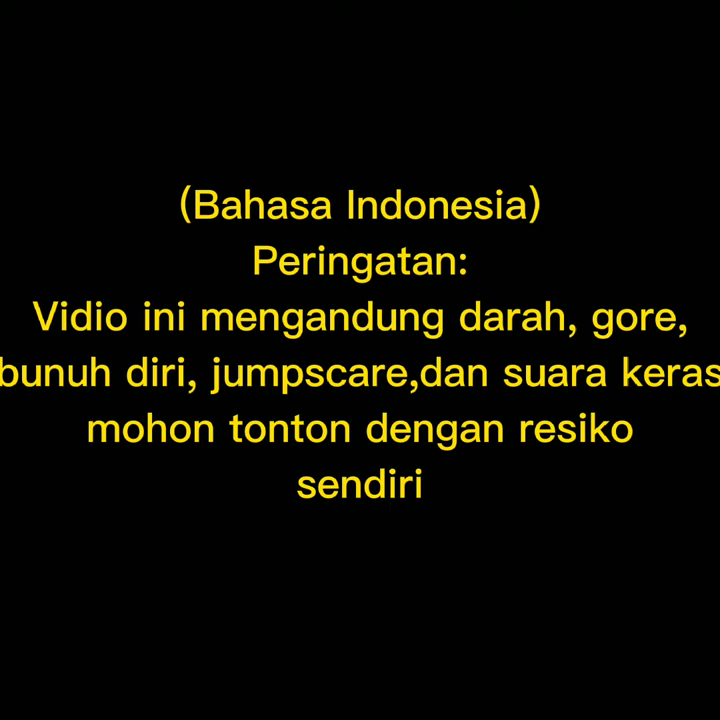 (Bahasa Indonesia)
Peringatan:
Vidio ini mengandung darah, gore,
bunuh diri, jumpscare,dan suara keras
mohon tonton dengan resiko
sendiri